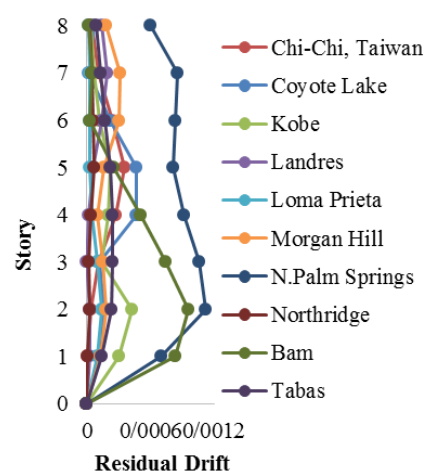 8
7
6
5
4
3
2
1
0
Story
0 0/0006 0/0012
Residual Drift
Chi-Chi, Taiwan
Coyote Lake
Kobe
Landres
Loma Prieta
Morgan Hill
N.Palm Springs
Northridge
Bam
Tabas